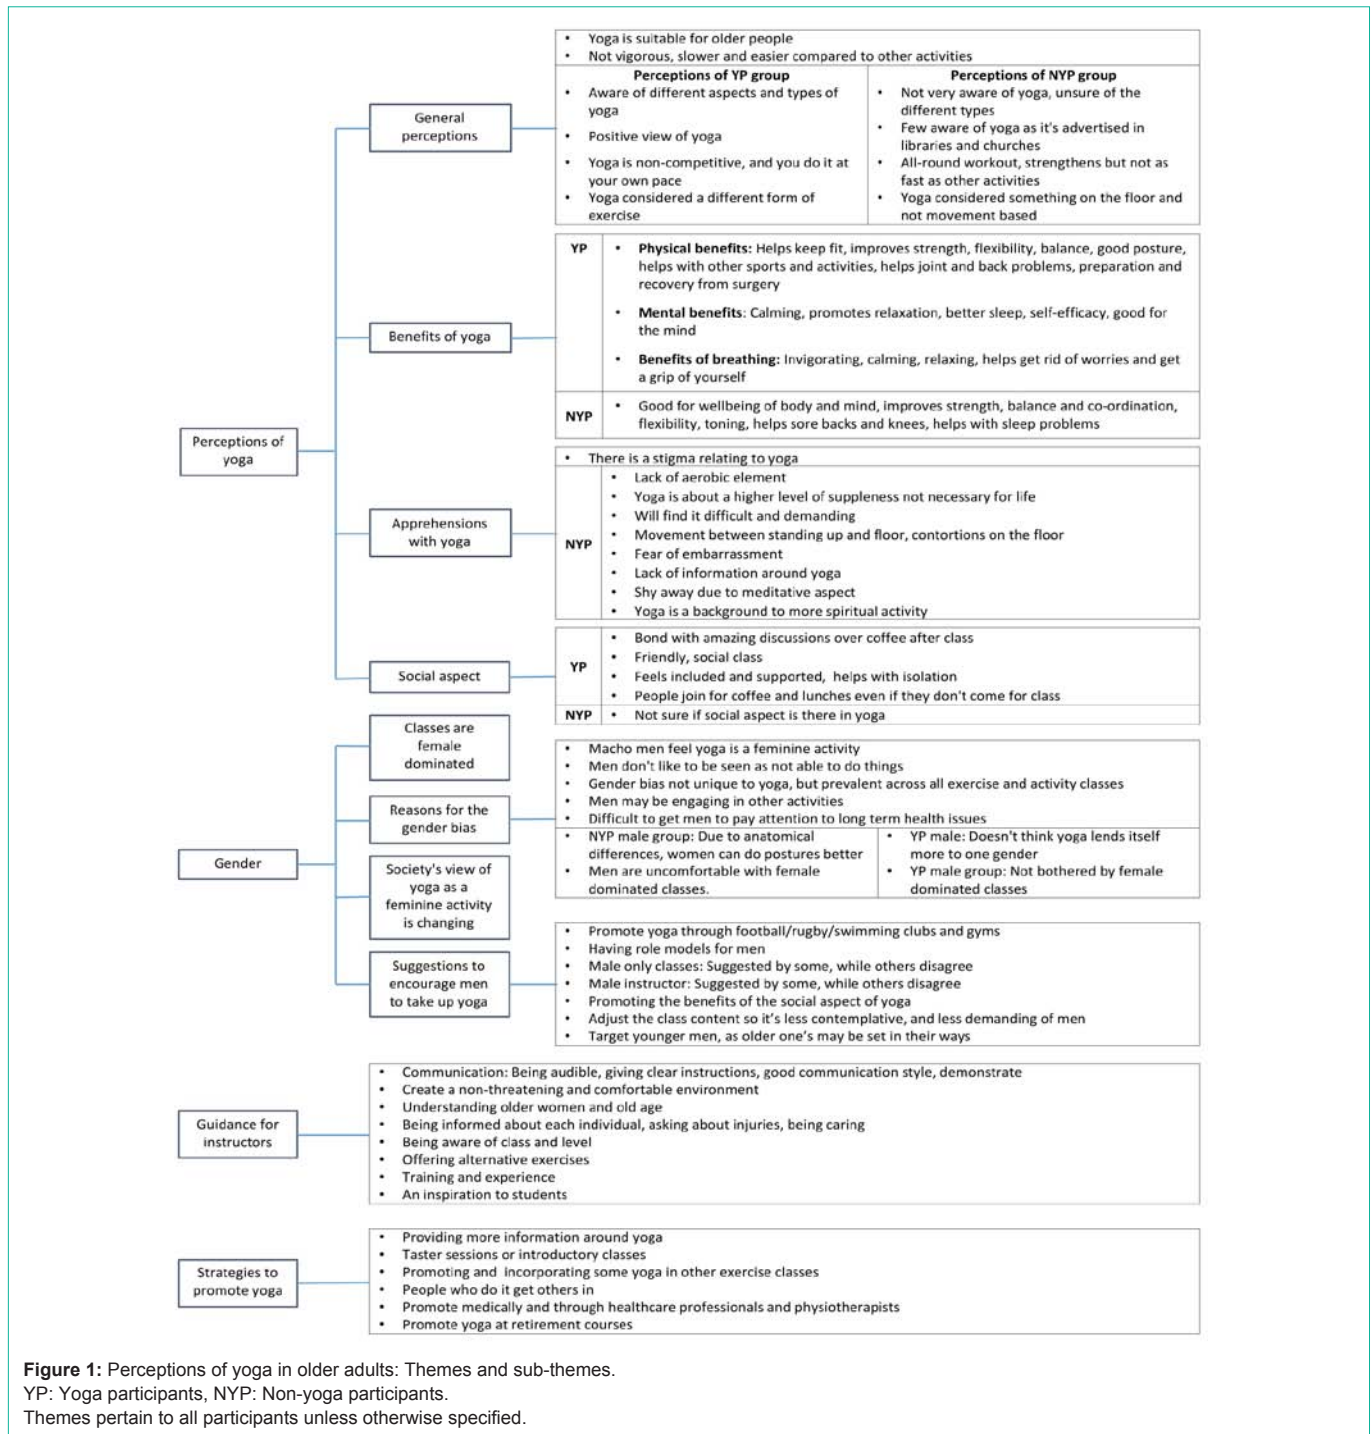 • Yoga is suitable for older people
• Not vigorous, slower and easier compared to other activities
General
perceptions
Perceptions of YP group
• Aware of different aspects and types of
yoga
• Positive view of yoga
• Yoga is non-competitive, and you do it at
your own pace
• Yoga considered a different form of
exercise
Perceptions of NYP group
• Not very aware of yoga, unsure of the
different types
• Few aware of yoga as it's advertised in
libraries and churches
• All-round workout, strengthens but not as
fast as other activities
• Yoga considered something on the floor and
not movement based
Perceptions of
yoga
Benefits of yoga
YP
• Physical benefits: Helps keep fit, improves strength, flexibility, balance, good posture,
helps with other sports and activities, helps joint and back problems, preparation and
recovery from surgery
• Mental benefits: Calming, promotes relaxation, better sleep, self-efficacy, good for
the mind
• Benefits of breathing: Invigorating, calming, relaxing, helps get rid of worries and get
a grip of yourself
NYP
• Good for wellbeing of body and mind, improves strength, balance and co-ordination,
flexibility, toning, helps sore backs and knees, helps with sleep problems
Apprehensions
with yoga
• There is a stigma relating to yoga
NYP
• Lack of aerobic element
• Yoga is about a higher level of suppleness not necessary for life
• Will find it difficult and demanding
• Movement between standing up and floor, contortions on the floor
• Fear of embarrassment
• Lack of information around yoga
• Shy away due to meditative aspect
• Yoga is a background to more spiritual activity
Social aspect
YP
• Bond with amazing discussions over coffee after class
• Friendly, social class
• Feels included and supported, helps with isolation
• People join for coffee and lunches even if they don't come for class
NYP
• Not sure if social aspect is there in yoga
Gender
Classes are
female
dominated
Reasons for the
gender bias
• Macho men feel yoga is a feminine activity
• Men don't like to be seen as not able to do things
• Gender bias not unique to yoga, but prevalent across all exercise and activity classes
• Men may be engaging in other activities
• Difficult to get men to pay attention to long term health issues
• NYP male group: Due to anatomical
differences, women can do postures better
• Men are uncomfortable with female
dominated classes.
• YP male: Doesn't think yoga lends itself
more to one gender
• YP male group: Not bothered by female
dominated classes
Society's view of
yoga as a
feminine activity
is changing
Suggestions to
encourage men
to take up yoga
• Promote yoga through football/rugby/swimming clubs and gyms
• Having role models for men
• Male only classes: Suggested by some, while others disagree
• Male instructor: Suggested by some, while others disagree
• Promoting the benefits of the social aspect of yoga
• Adjust the class content so it's less contemplative, and less demanding of men
• Target younger men, as older one's may be set in their ways
Guidance for
instructors
• Communication: Being audible, giving clear instructions, good communication style, demonstrate
• Create a non-threatening and comfortable environment
• Understanding older women and old age
• Being informed about each individual, asking about injuries, being caring
• Being aware of class and level
• Offering alternative exercises
• Training and experience
• An inspiration to students
Strategies to
promote yoga
• Providing more information around yoga
• Taster sessions or introductory classes
• Promoting and incorporating some yoga in other exercise classes
• People who do it get others in
• Promote medically and through healthcare professionals and physiotherapists
• Promote yoga at retirement courses
Figure 1: Perceptions of yoga in older adults: Themes and sub-themes.
YP: Yoga participants, NYP: Non-yoga participants.
Themes pertain to all participants unless otherwise specified.